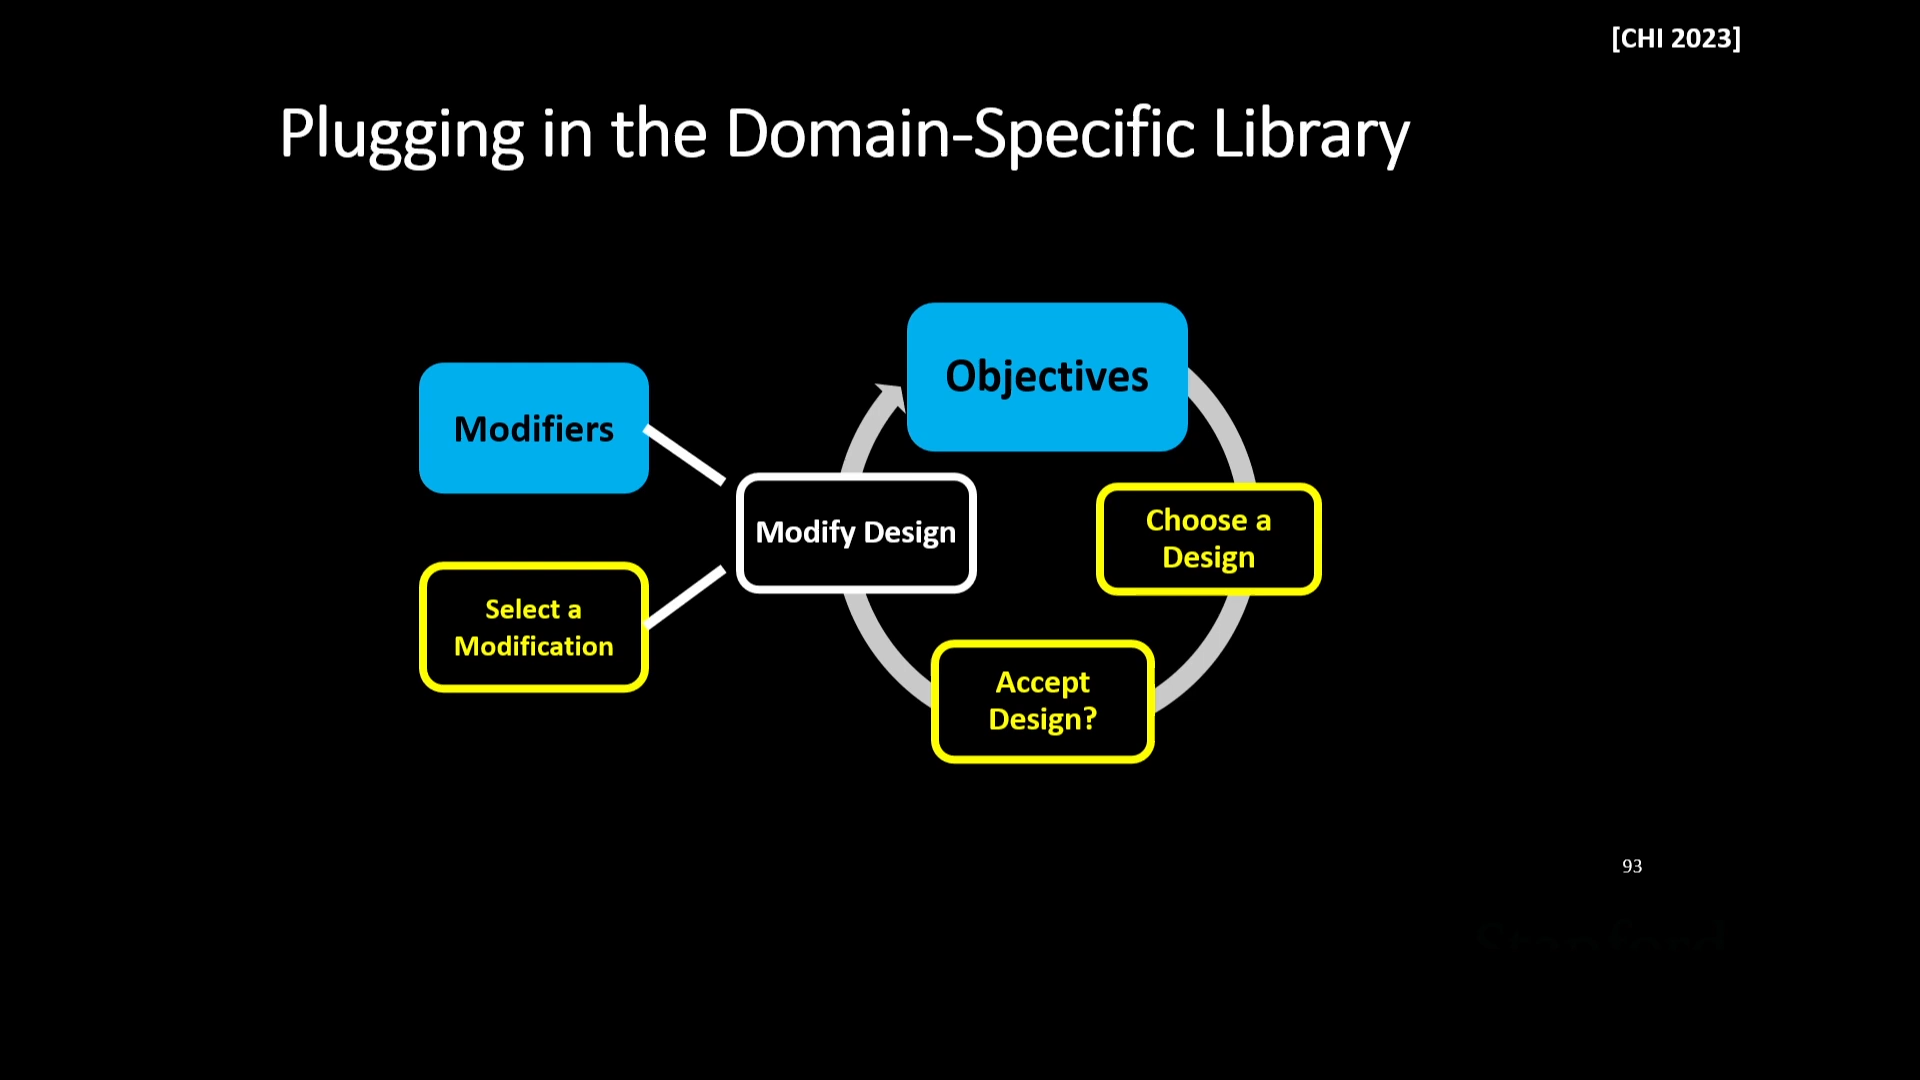 [CHI 2023]
Plugging in the Domain-Specific Library
Objectives
Modifiers
Modify Design
Choose a
Design
Select a
Modification
Accept
Design?
93